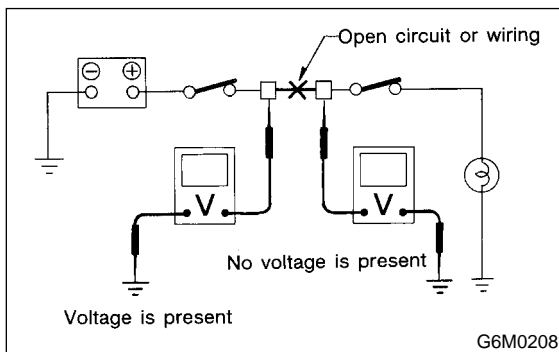 Open circuit or wiring
⊖ ⊕
V V
No voltage is present
Voltage is present
G6M0208